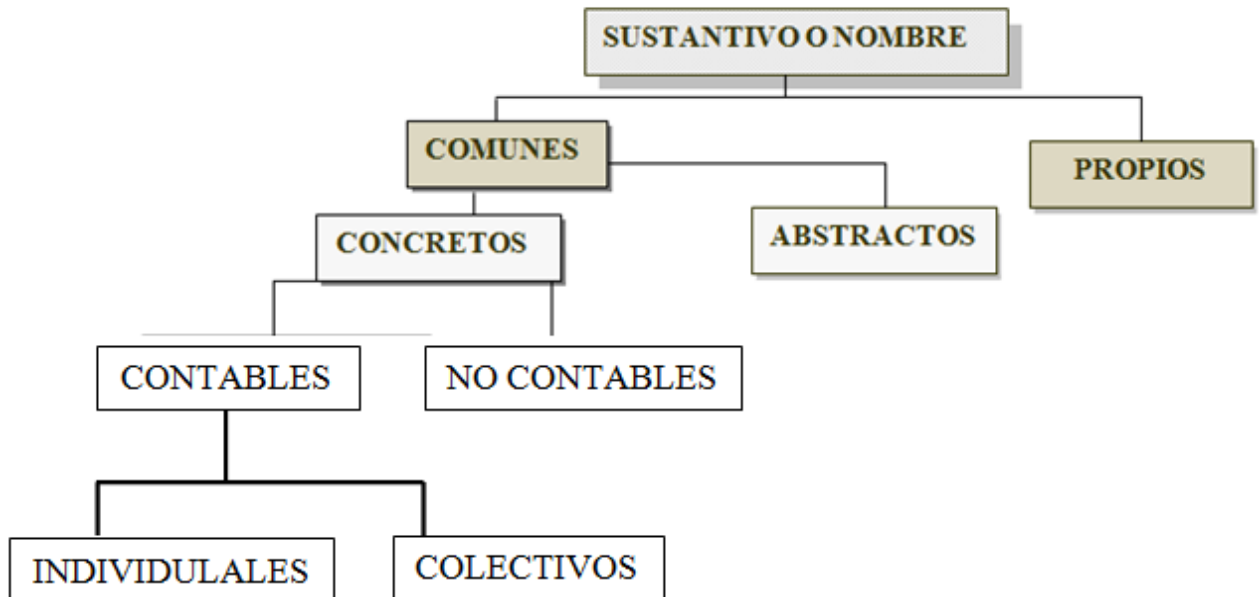 SUSTANTIVO O NOMBRE
COMUNES
PROPIOS
CONCRETOS
ABSTRACTOS
CONTABLES
NO CONTABLES
INDIVIDULALES
COLECTIVOS